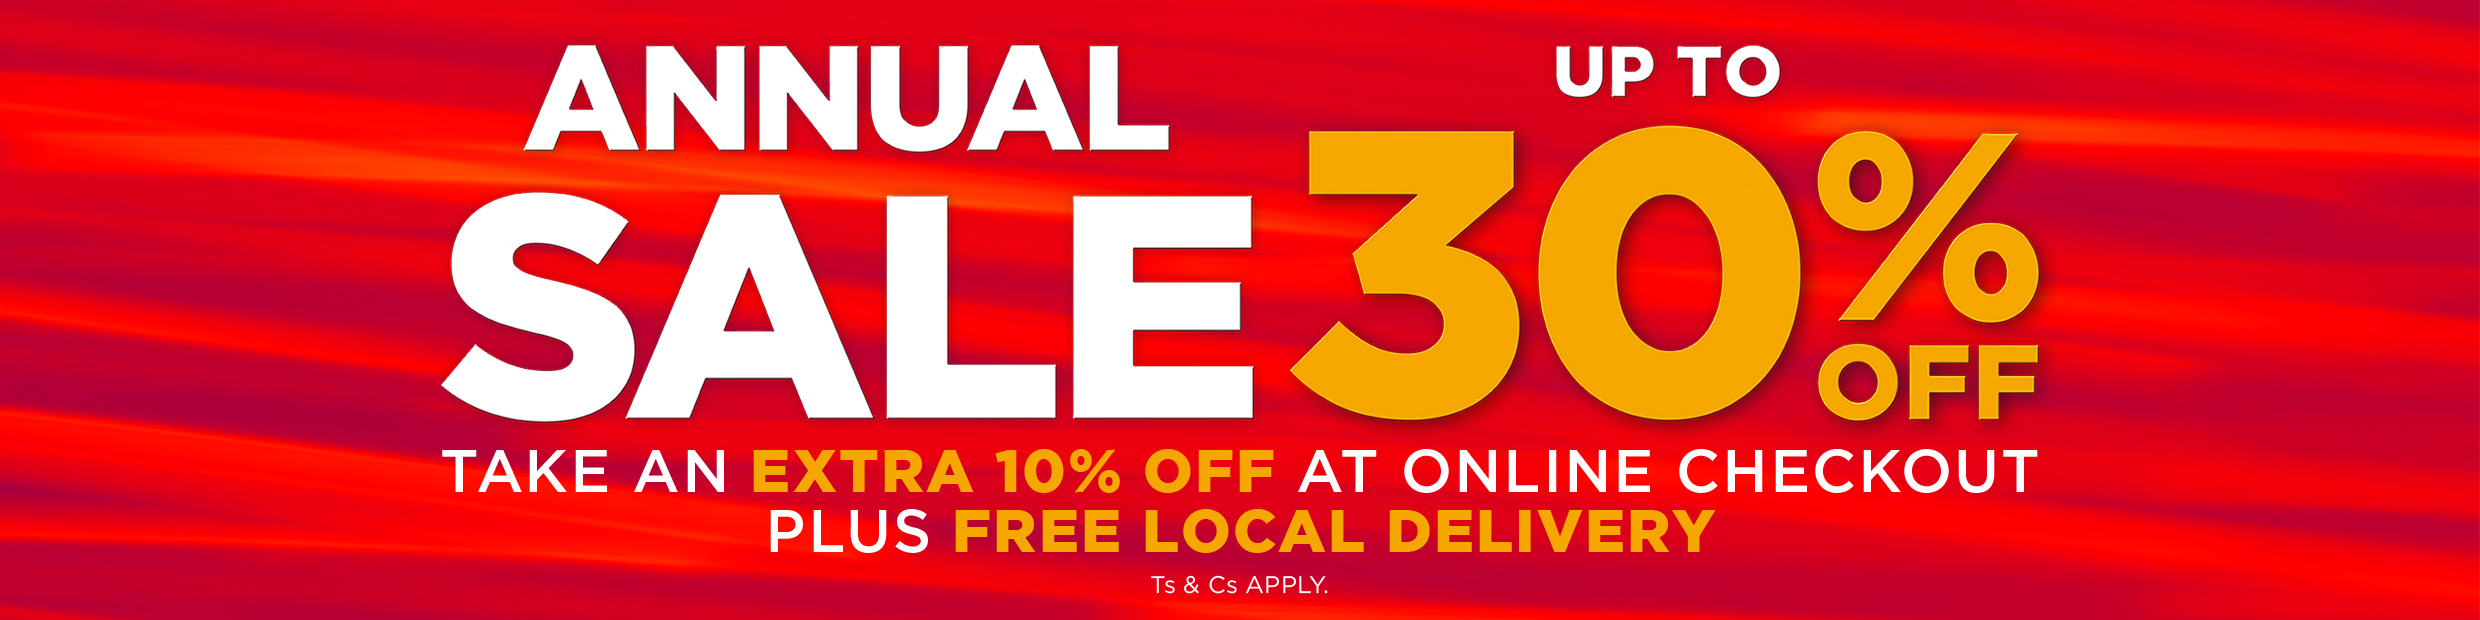 ANNUAL
SALE
UP TO
30%
OFF
TAKE AN EXTRA 10% OFF AT ONLINE CHECKOUT
PLUS FREE LOCAL DELIVERY
Ts & Cs APPLY.